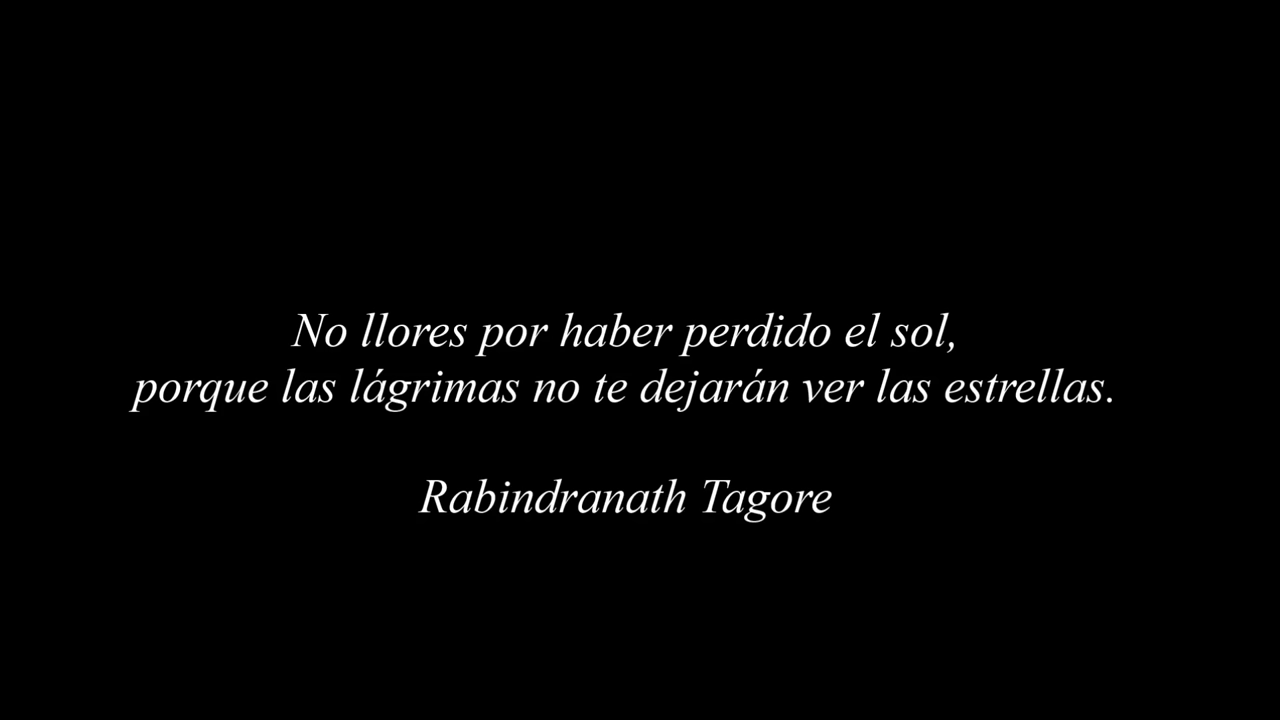 No llores por haber perdido el sol,
porque las lágrimas no te dejarán ver las estrellas.
Rabindranath Tagore